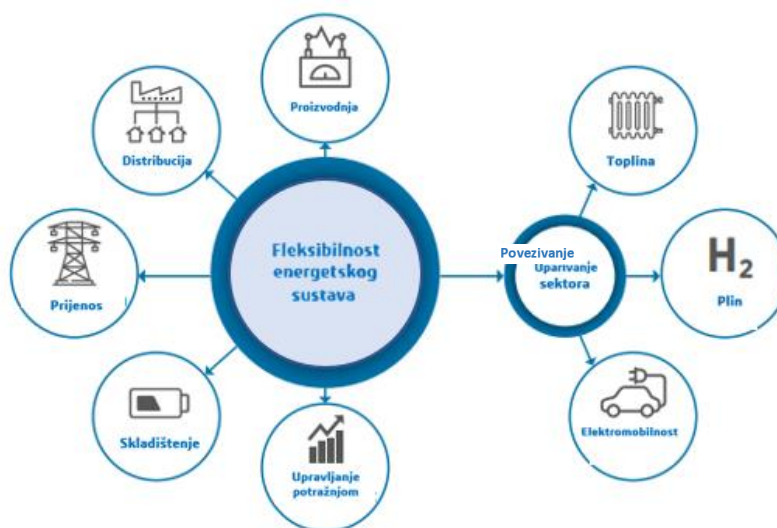 Proizvodnja
Distribucija
Toplina
Fleksibilnost
energetskog
sustava
Povezivanje
Uparivanje
sektora
H₂
Plin
Prijenos
Skladištenje
Upravljanje
potražnjom
Elektromobilnost